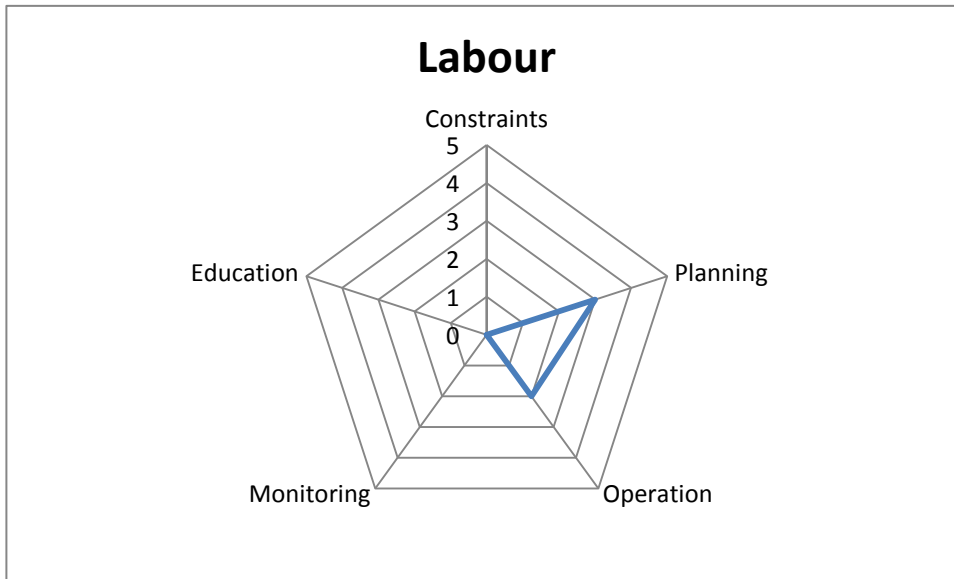 Labour
Constraints
5
4
3
2
1
0
Education
Planning
Monitoring
Operation